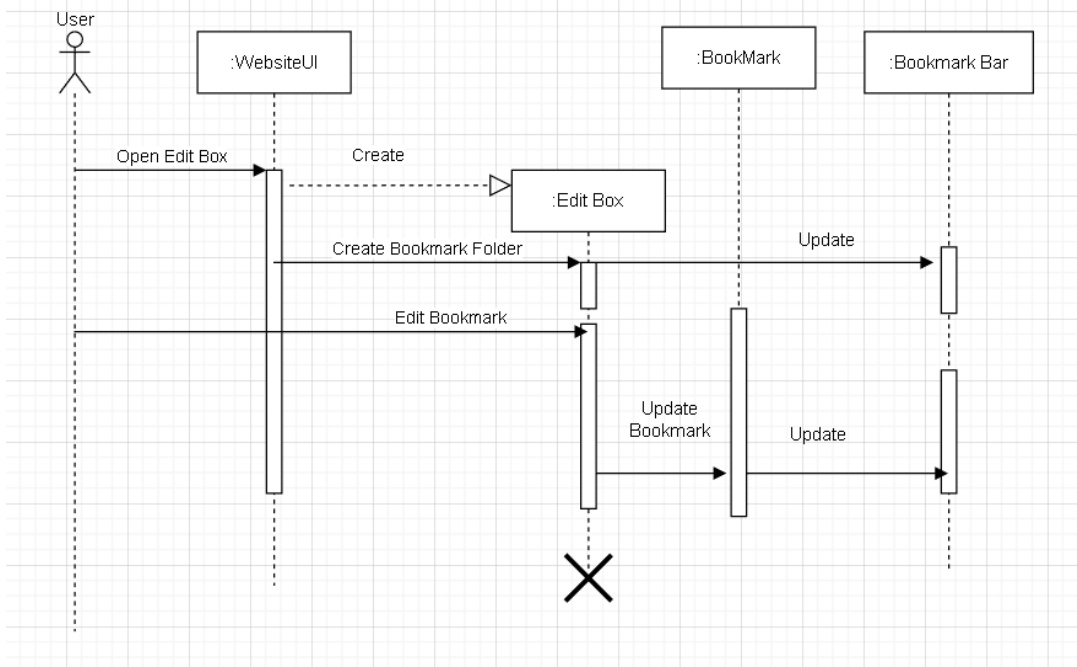 User
:WebsiteUI
:BookMark
:Bookmark Bar
Open Edit Box
Create
:Edit Box
Create Bookmark Folder
Update
Edit Bookmark
Update
Bookmark
Update